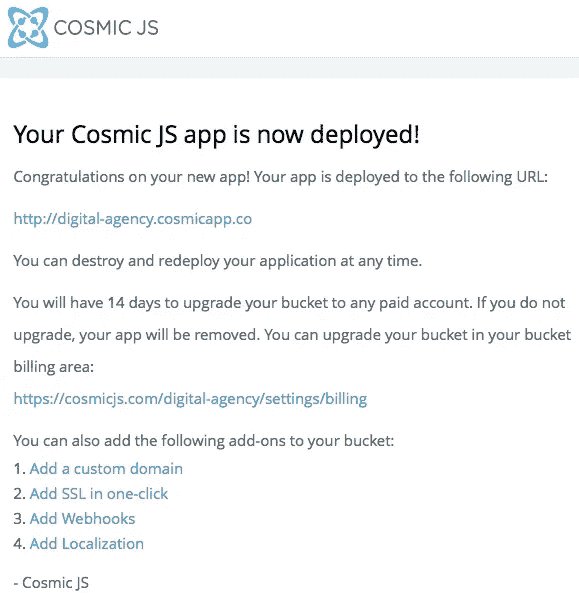 COSMIC JS
Your Cosmic JS app is now deployed!
Congratulations on your new app! Your app is deployed to the following URL:
http://digital-agency.cosmicapp.co
You can destroy and redeploy your application at any time.
You will have 14 days to upgrade your bucket to any paid account. If you do not
upgrade, your app will be removed. You can upgrade your bucket in your bucket
billing area:
https://cosmicjs.com/digital-agency/settings/billing
You can also add the following add-ons to your bucket:
1. Add a custom domain
2. Add SSL in one-click
3. Add Webhooks
4. Add Localization
- Cosmic JS